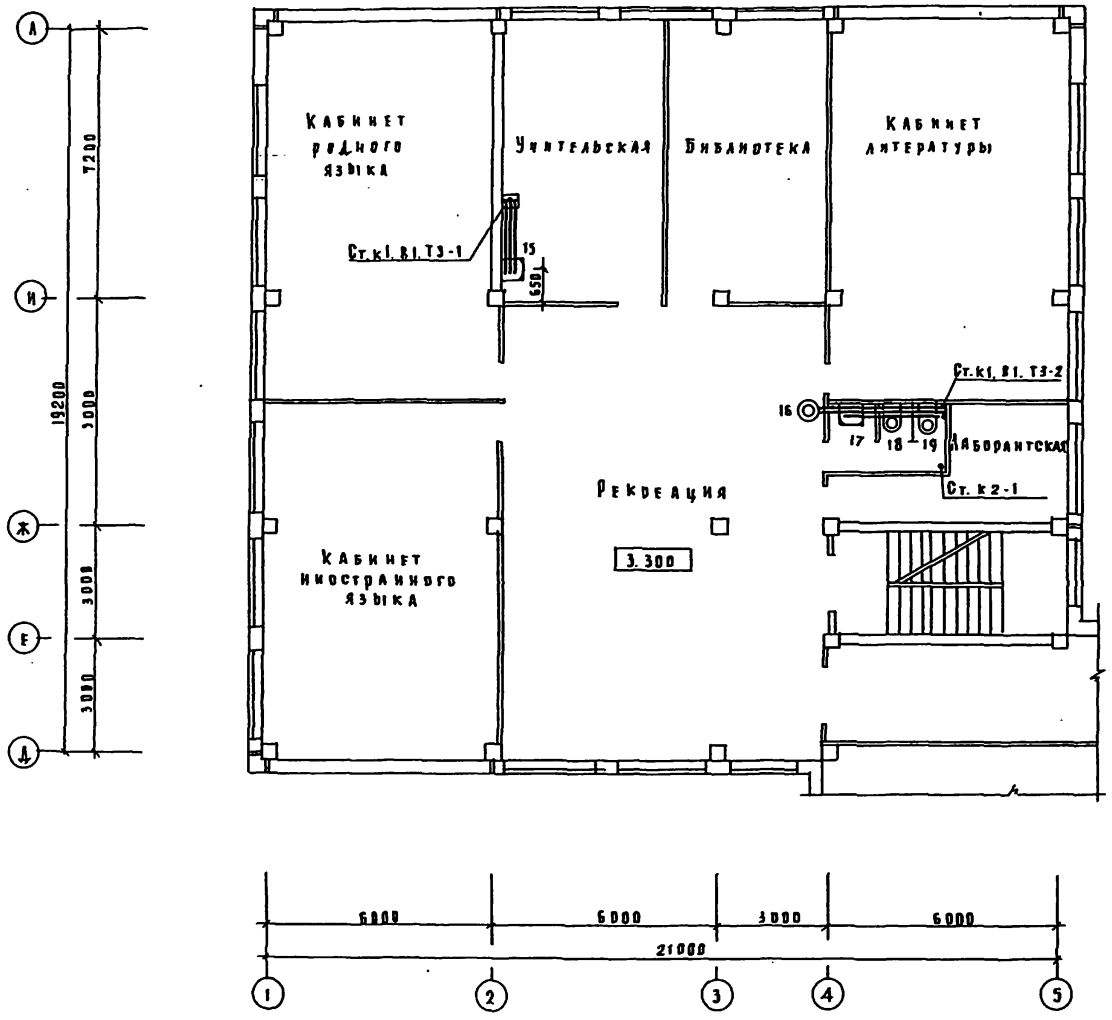 А
КАБИНЕТ
РОДНОГО
ЯЗЫКА
УЧИТЕЛЬСКАЯ
БИБЛИОТЕКА
КАБИНЕТ
ЛИТЕРАТУРЫ
7200
Ст. К1. В1. Т3-1
15
650
И
19200
Ст. К1, В1. Т3-2
16
17
18
19
ЛАБОРАНТСКАЯ
Ст. К2-1
РЕКРЕАЦИЯ
Ж
3.300
КАБИНЕТ
ИНОСТРАННОГО
ЯЗЫКА
3000
Е
3000
Д
6000
6000
3000
6000
21000
1
2
3
4
5